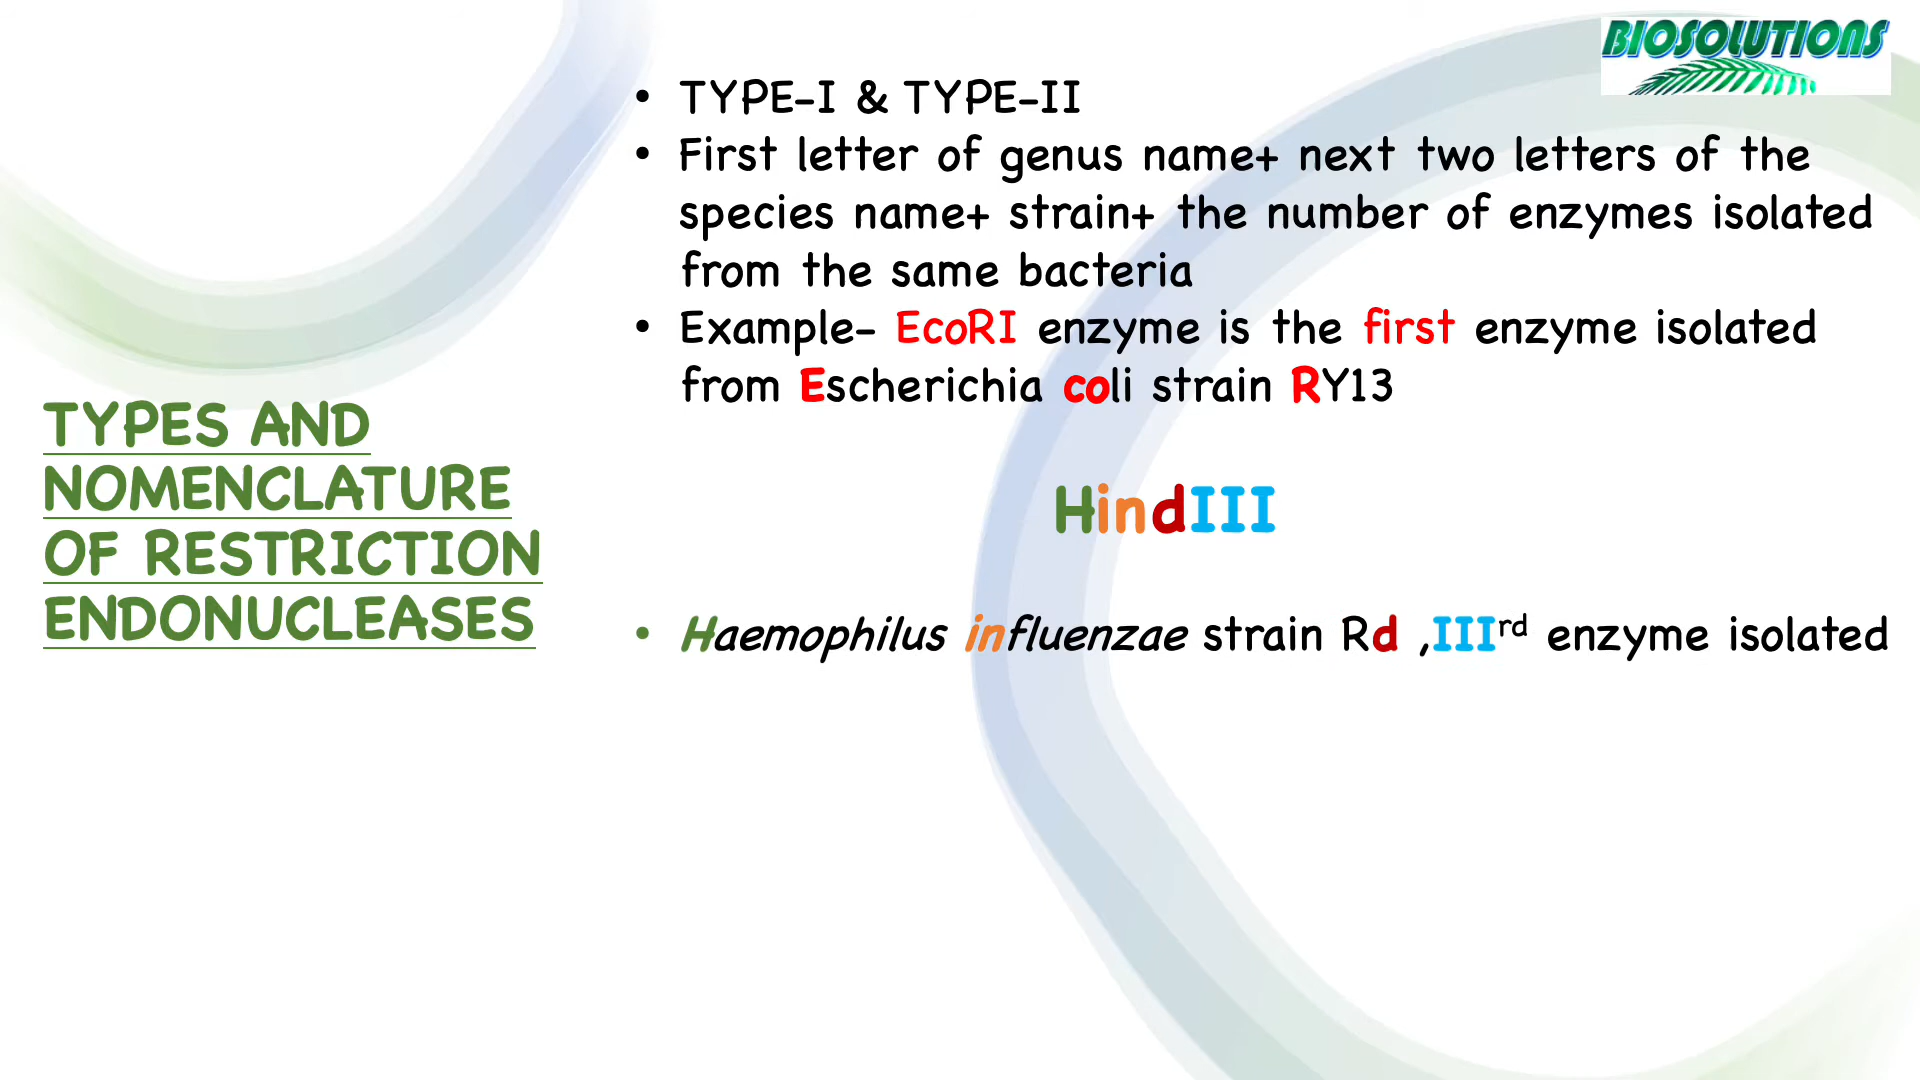 BIOSOLUTIONS
TYPES AND
NOMENCLATURE
OF RESTRICTION
ENDONUCLEASES
• TYPE-I & TYPE-II
• First letter of genus name+ next two letters of the
species name+ strain+ the number of enzymes isolated
from the same bacteria
• Example- EcoRI enzyme is the first enzyme isolated
from Escherichia coli strain RY13
HindIII
• Haemophilus influenzae strain Rd ,IIIrd enzyme isolated